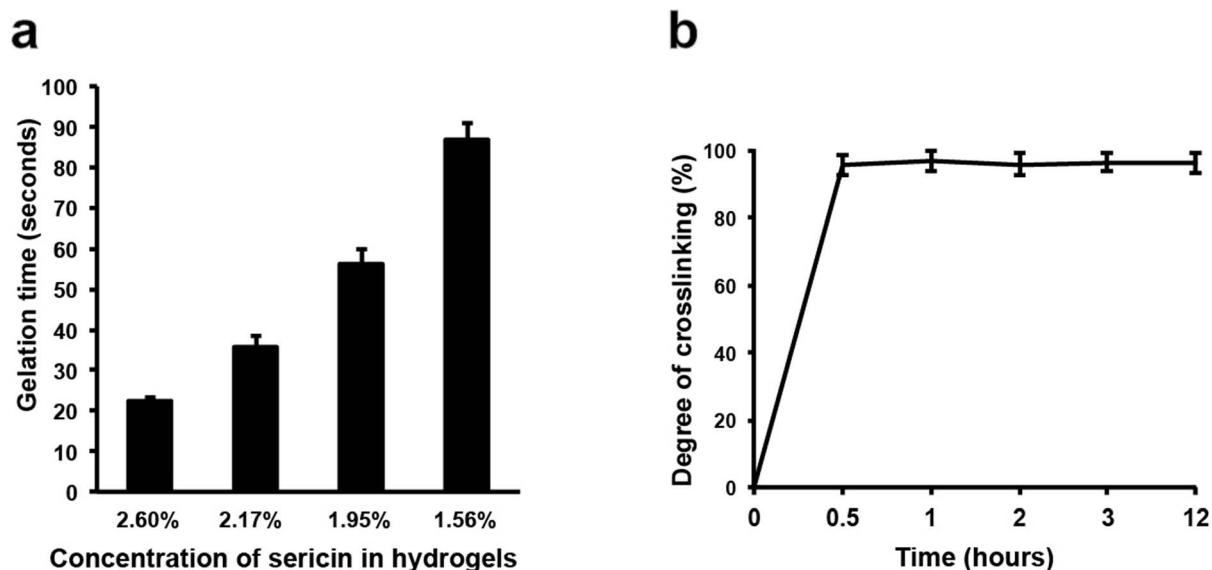 a
Gelation time (seconds)
100
90
80
70
60
50
40
30
20
10
0
2.60% 2.17% 1.95% 1.56%
Concentration of sericin in hydrogels
b
Degree of crosslinking (%)
100
80
60
40
20
0
0 0.5 1 2 3 12
Time (hours)